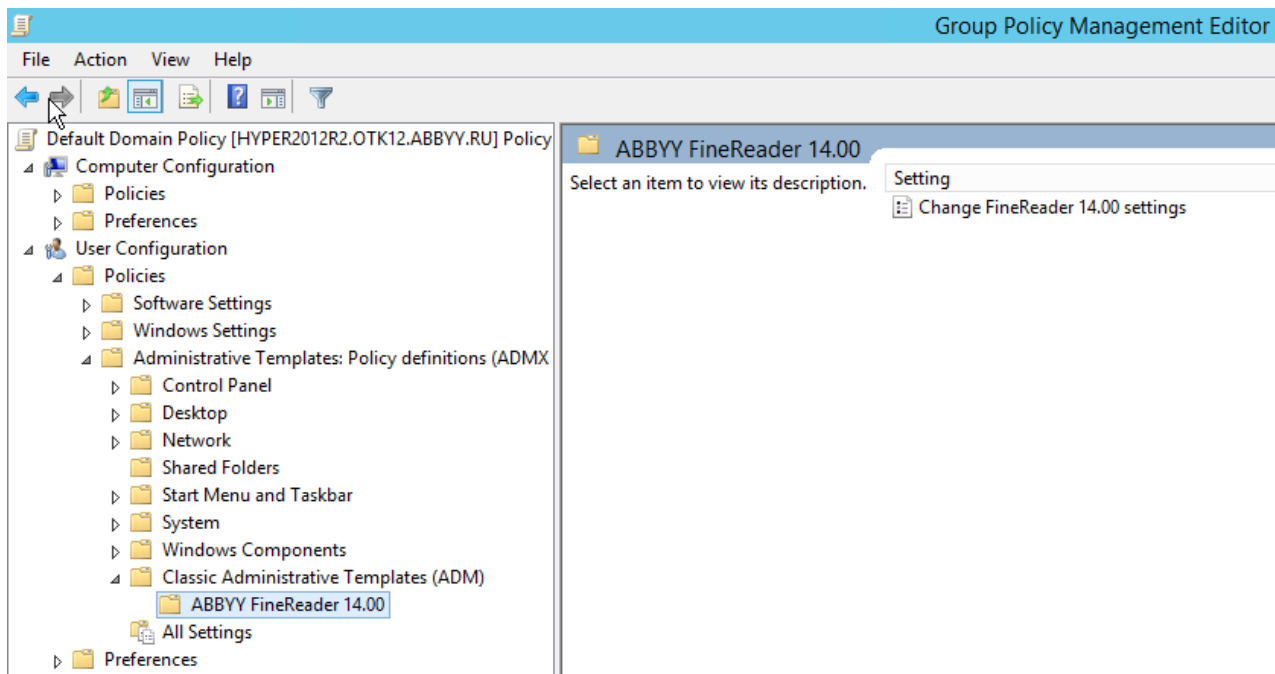 Group Policy Management Editor
File Action View Help
Default Domain Policy [HYPER2012R2.OTK12.ABBYY.RU] Policy
Computer Configuration
Policies
Preferences
User Configuration
Policies
Software Settings
Windows Settings
Administrative Templates: Policy definitions (ADMX
Control Panel
Desktop
Network
Shared Folders
Start Menu and Taskbar
System
Windows Components
Classic Administrative Templates (ADM)
ABBYY FineReader 14.00
All Settings
Preferences
ABBYY FineReader 14.00
Select an item to view its description.
Setting
Change FineReader 14.00 settings